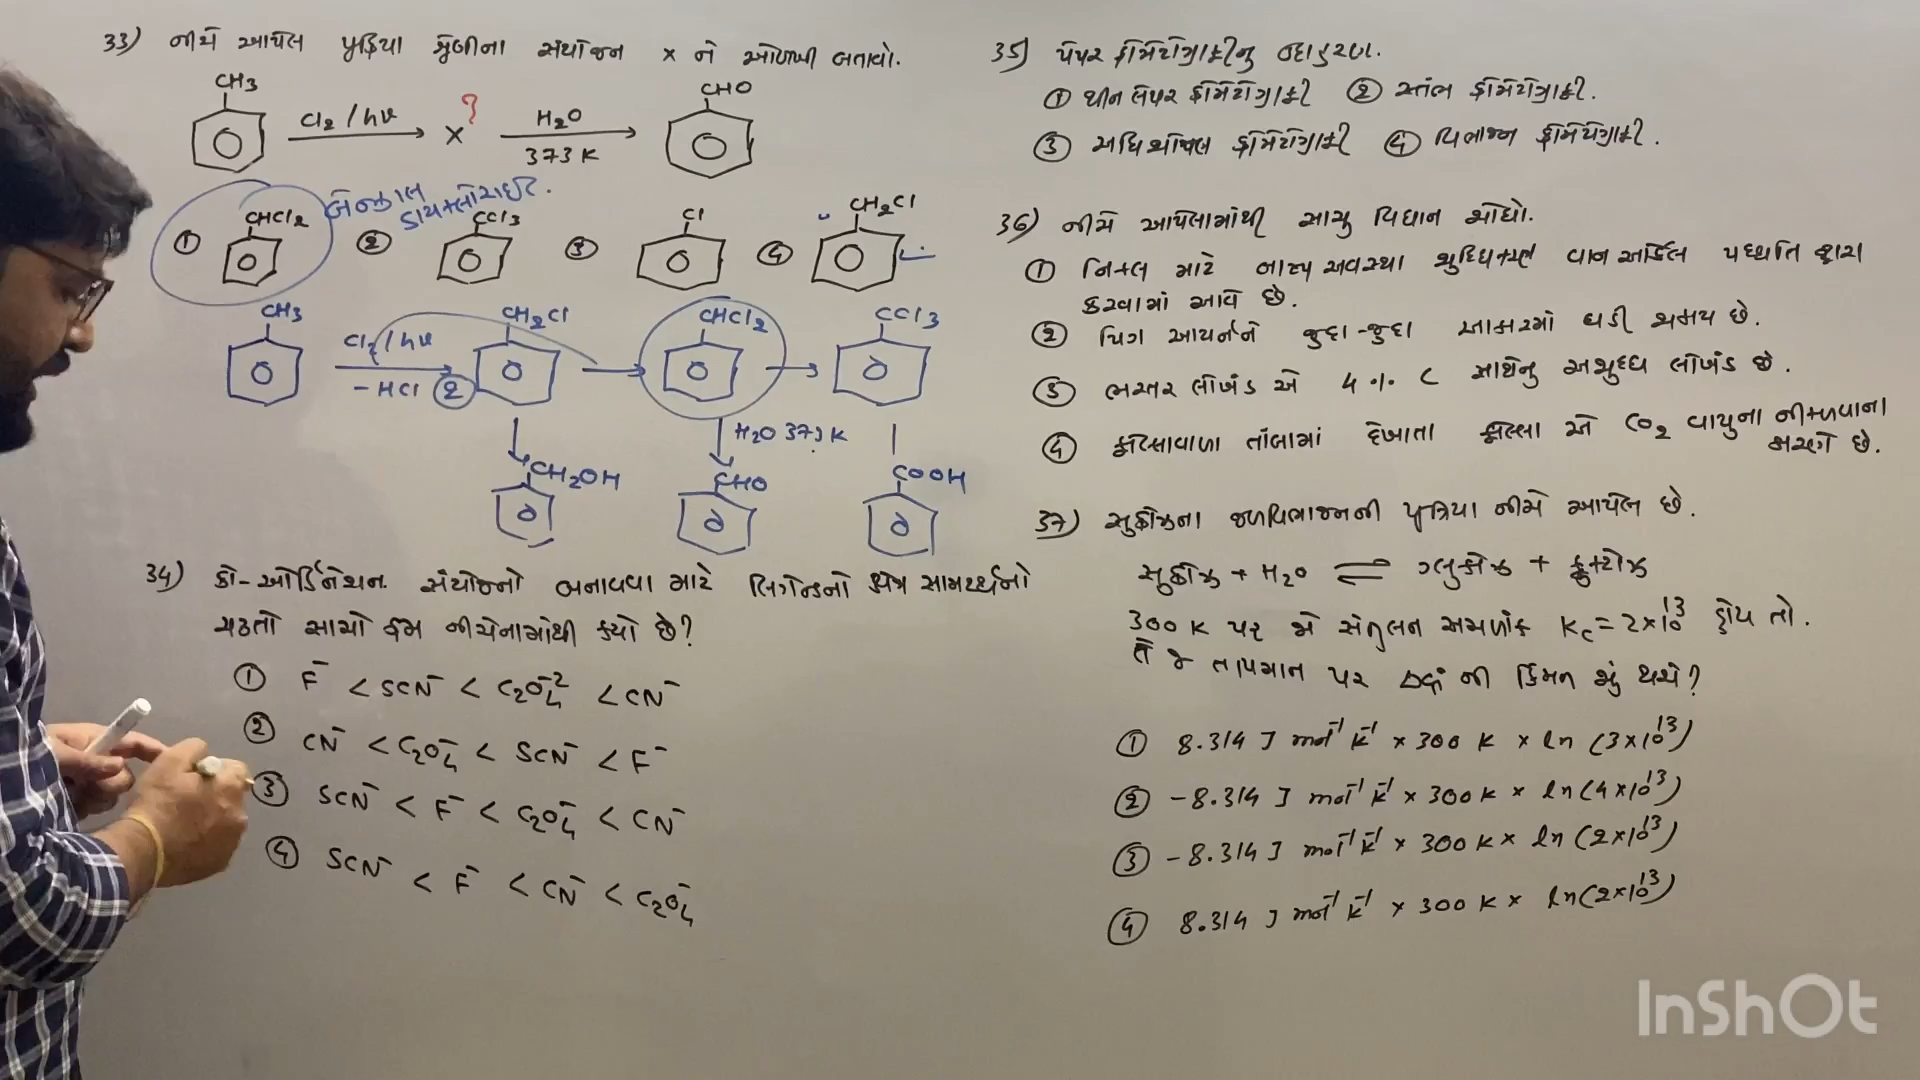 33) નીચે આપેલ પ્રક્રિયા શ્રેણીના સંયોજન x ને ઓળખી બતાવો.
CH3 Cl2/hν x ? H2O 373 K CHO
① CHCl2 બેન્ઝાલ ડાયક્લોરાઈડ. ② CCl3 ③ Cl ④ CH2Cl
CH3 Cl2/hν -HCl ② CH2Cl CHCl2 CCl3
H2O 373 K
CH2OH CHO COOH
34) કો-ઓર્ડિનેશન સંયોજનો બનાવવા માટે લિગેન્ડનો ક્ષેત્ર સામર્થ્યનો
ચઢતો સાચો ક્રમ નીચેનામાંથી ક્યો છે?
① F⁻ < SCN⁻ < C2O4⁻² < CN⁻
② CN⁻ < C2O4⁻ < SCN⁻ < F⁻
③ SCN⁻ < F⁻ < C2O4⁻ < CN⁻
④ SCN⁻ < F⁻ < CN⁻ < C2O4⁻
35) પેપર ક્રોમેટોગ્રાફીનુ ઉદાહરણ.
① થીન લેયર ક્રોમેટોગ્રાફી ② સ્તંભ ક્રોમેટોગ્રાફી.
③ અધિશોષણ ક્રોમેટોગ્રાફી ④ વિભાજન ક્રોમેટોગ્રાફી.
36) નીચે આપેલામાંથી સાચુ વિધાન શોધો.
① નિકલ માટે બાષ્પ અવસ્થા શુધ્ધિકરણ વાન આર્કેલ પધ્ધતિ દ્વારા
કરવામાં આવે છે.
② પિગ આયર્નને જુદા-જુદા આકારમાં ઘડી શકાય છે.
③ ભરતર લોખંડ એ 4 % C સાથેનુ અશુધ્ધ લોખંડ છે.
④ ફોલ્લાવાળા તાંબામાં દેખાતા ફોલ્લા એ CO2 વાયુના નીકળવાના
કારણે છે.
37) સુક્રોઝના જળવિભાજનની પ્રક્રિયા નીચે આપેલ છે.
સુક્રોઝ + H2O ⇌ ગ્લુકોઝ + ફ્રુક્ટોઝ
300 K પર જો સંતુલન અચળાંક Kc = 2×10¹³ હોય તો.
તે જ તાપમાન પર ની કિંમત શું થશે?
① 8.314 J mol⁻¹ K⁻¹ × 300 K × ln (3×10¹³)
② -8.314 J mol⁻¹ K⁻¹ × 300 K × ln (4×10¹³)
③ -8.314 J mol⁻¹ K⁻¹ × 300 K × ln (2×10¹³)
④ 8.314 J mol⁻¹ K⁻¹ × 300 K × ln (2×10¹³)
InShOt